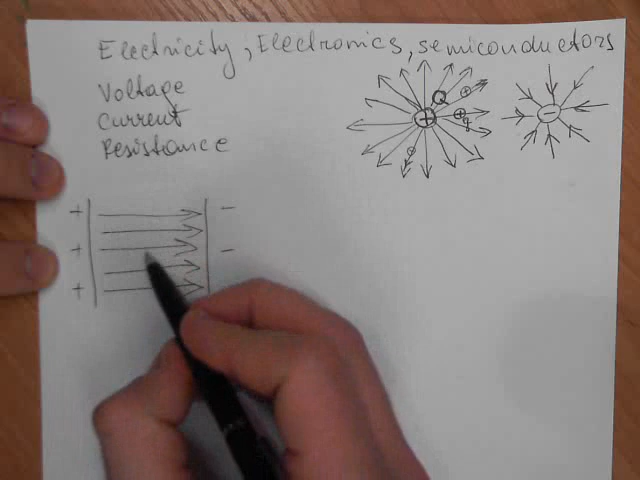 Electricity, Electronics, semiconductors
Voltage
Current
Resistance
Q
q
+
+
+
-
-